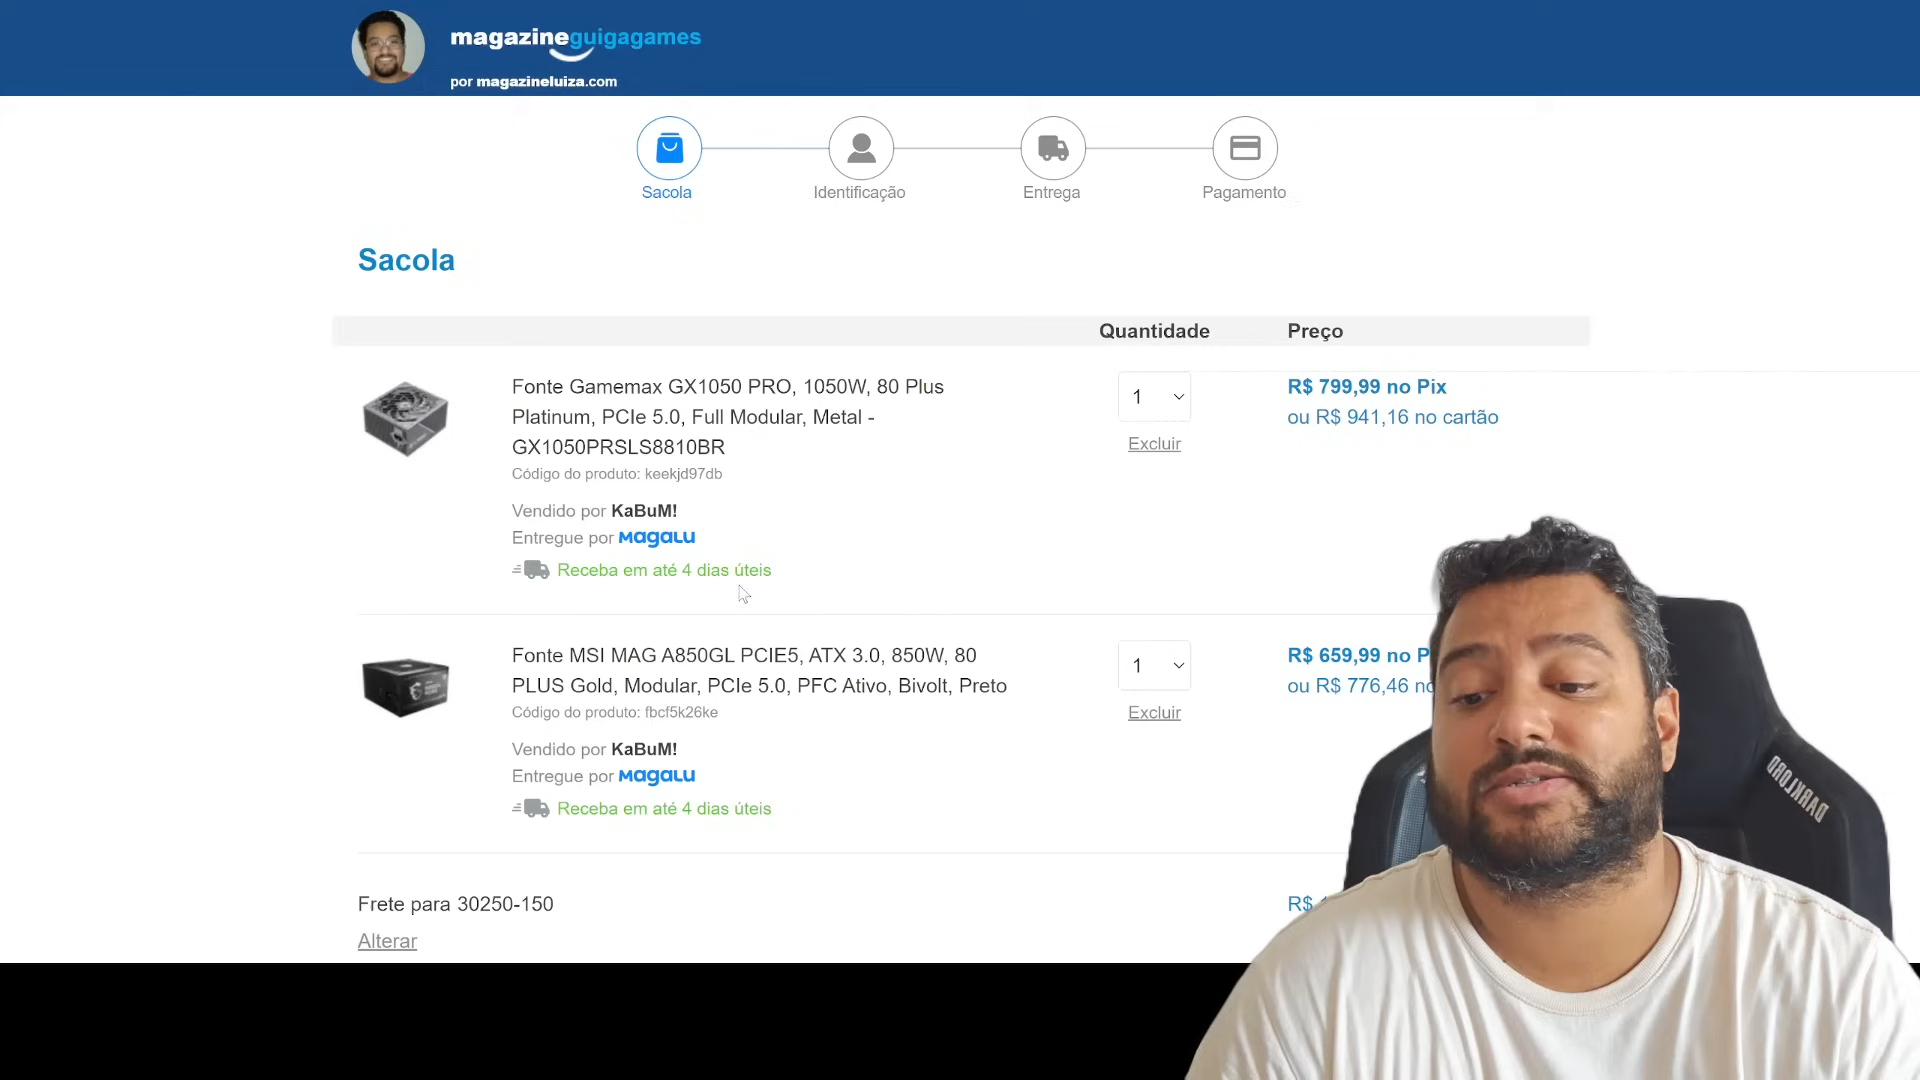 magazineguigagames
por magazineluiza.com
Sacola
Identificação
Entrega
Pagamento
Sacola
Quantidade
Preço
Fonte Gamemax GX1050 PRO, 1050W, 80 Plus
Platinum, PCIe 5.0, Full Modular, Metal -
GX1050PRSLS8810BR
Código do produto: keekjd97db
Vendido por KaBuM!
Entregue por Magalu
Receba em até 4 dias úteis
1
Excluir
R$ 799,99 no Pix
ou R$ 941,16 no cartão
Fonte MSI MAG A850GL PCIE5, ATX 3.0, 850W, 80
PLUS Gold, Modular, PCIe 5.0, PFC Ativo, Bivolt, Preto
Código do produto: fbcf5k26ke
Vendido por KaBuM!
Entregue por Magalu
Receba em até 4 dias úteis
1
Excluir
R$ 659,99 no
ou R$ 776,46
DARKLORD
Frete para 30250-150
R$
Alterar